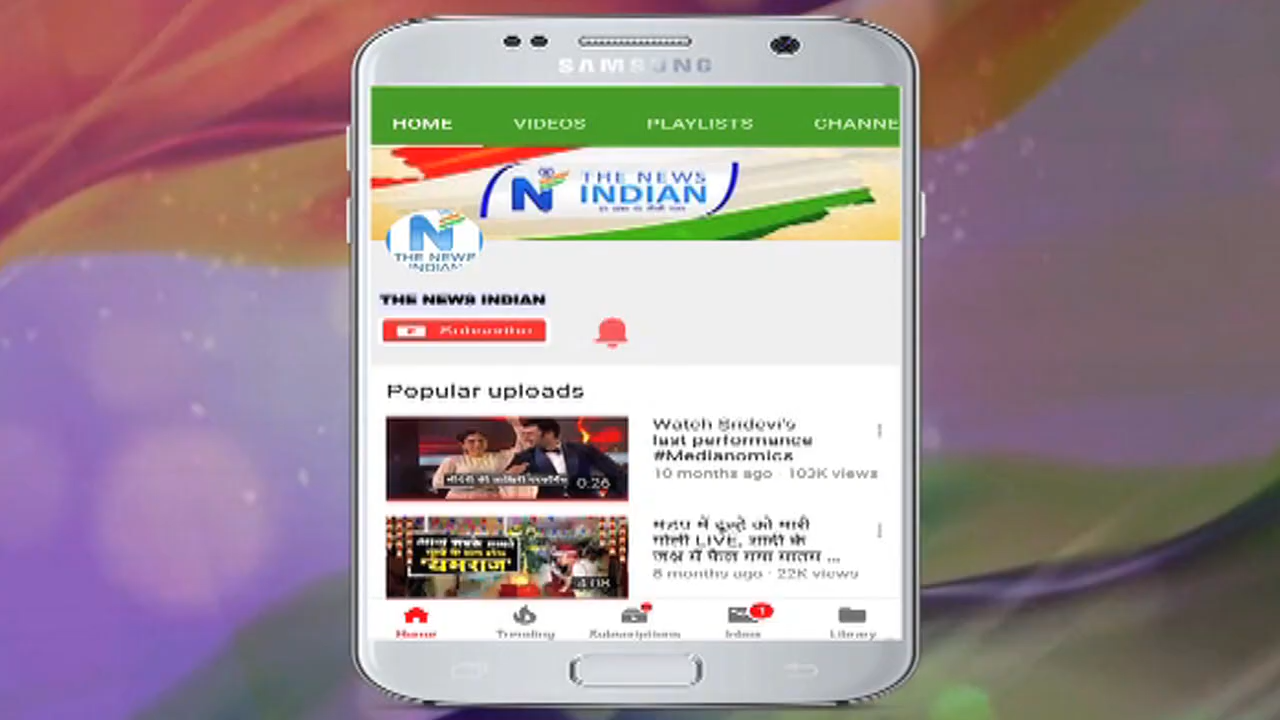 SAMSUNG
HOME VIDEOS PLAYLISTS CHANNE
THE NEWS
INDIAN
THE NEWS
INDIAN
THE NEWS INDIAN
Subscribe
Popular uploads
Watch Sridevi's
last performance
#Medianomics
10 months ago · 103K views
0:26
मंडप में दूल्हे को मारी
गोली LIVE, शादी के
जश्न में फैल गया मातम ...
8 months ago · 22K views
'यमराज'
4:08
Home Trending Subscriptions Inbox Library
1